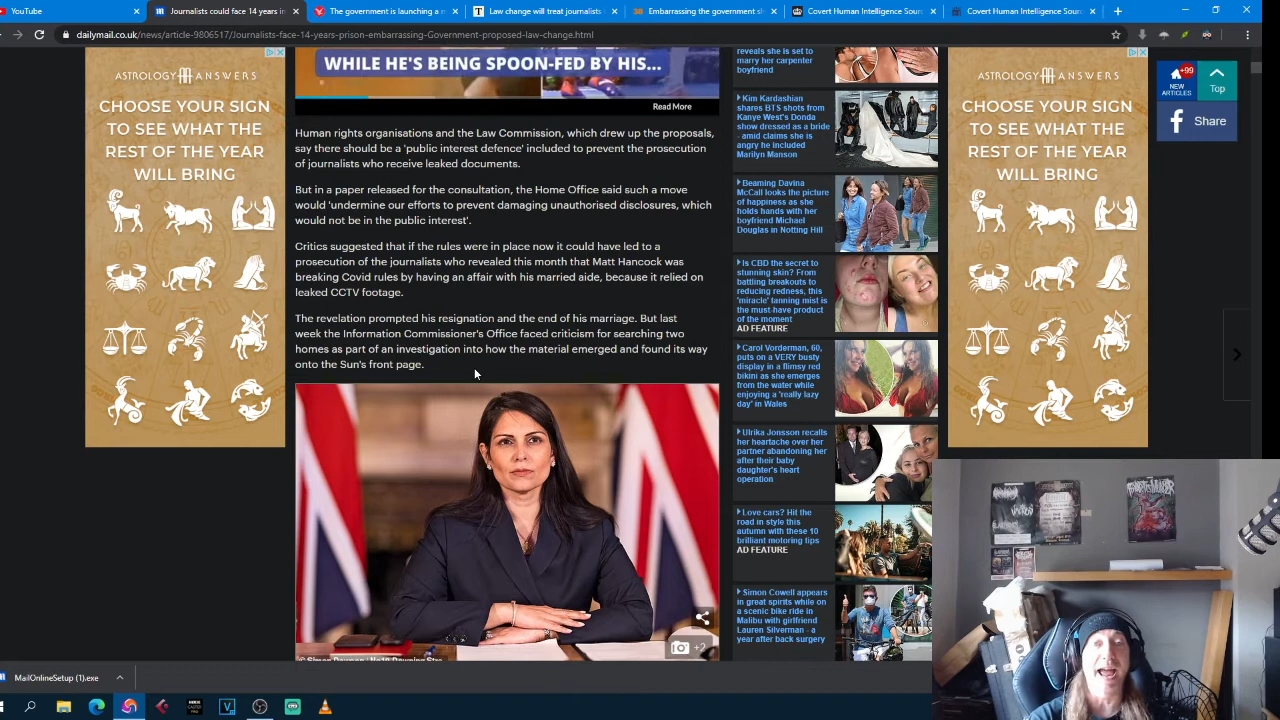 YouTube
Journalists could face 14 years in
The government is launching a m
Law change will treat journalists
Embarrassing the government sh
Covert Human Intelligence Sourc
Covert Human Intelligence Sourc
dailymail.co.uk/news/article-9806517/Journalists-face-14-years-prison-embarrassing-Government-proposed-law-change.html
ASTROLOGY ANSWERS
CHOOSE YOUR SIGN
TO SEE WHAT THE
REST OF THE YEAR
WILL BRING
WHILE HE'S BEING SPOON-FED BY HIS...
Read More
Human rights organisations and the Law Commission, which drew up the proposals,
say there should be a 'public interest defence' included to prevent the prosecution
of journalists who receive leaked documents.
But in a paper released for the consultation, the Home Office said such a move
would 'undermine our efforts to prevent damaging unauthorised disclosures, which
would not be in the public interest'.
Critics suggested that if the rules were in place now it could have led to a
prosecution of the journalists who revealed this month that Matt Hancock was
breaking Covid rules by having an affair with his married aide, because it relied on
leaked CCTV footage.
The revelation prompted his resignation and the end of his marriage. But last
week the Information Commissioner's Office faced criticism for searching two
homes as part of an investigation into how the material emerged and found its way
onto the Sun's front page.
+2
reveals she is set to
marry her carpenter
boyfriend
Kim Kardashian
shares BTS shots from
Kanye West's Donda
show dressed as a bride
- amid claims she is
angry he included
Marilyn Manson
Beaming Davina
McCall looks the picture
of happiness as she
holds hands with her
boyfriend Michael
Douglas in Notting Hill
Is CBD the secret to
stunning skin? From
battling breakouts to
reducing redness, this
'miracle' tanning mist is
the must-have product
of the moment
AD FEATURE
Carol Vorderman, 60,
puts on a VERY busty
display in a flimsy red
bikini as she emerges
from the water while
enjoying a 'really lazy
day' in Wales
Ulrika Jonsson recalls
her heartache over her
partner abandoning her
after their baby
daughter's heart
operation
Love cars? Hit the
road in style this
autumn with these 10
brilliant motoring tips
AD FEATURE
Simon Cowell appears
in great spirits while on
a scenic bike ride in
Malibu with girlfriend
Lauren Silverman - a
year after back surgery
ASTROLOGY ANSWERS
CHOOSE YOUR SIGN
TO SEE WHAT THE
REST OF THE YEAR
WILL BRING
+99
NEW
ARTICLES
Top
Share
MailOnlineSetup (1).exe